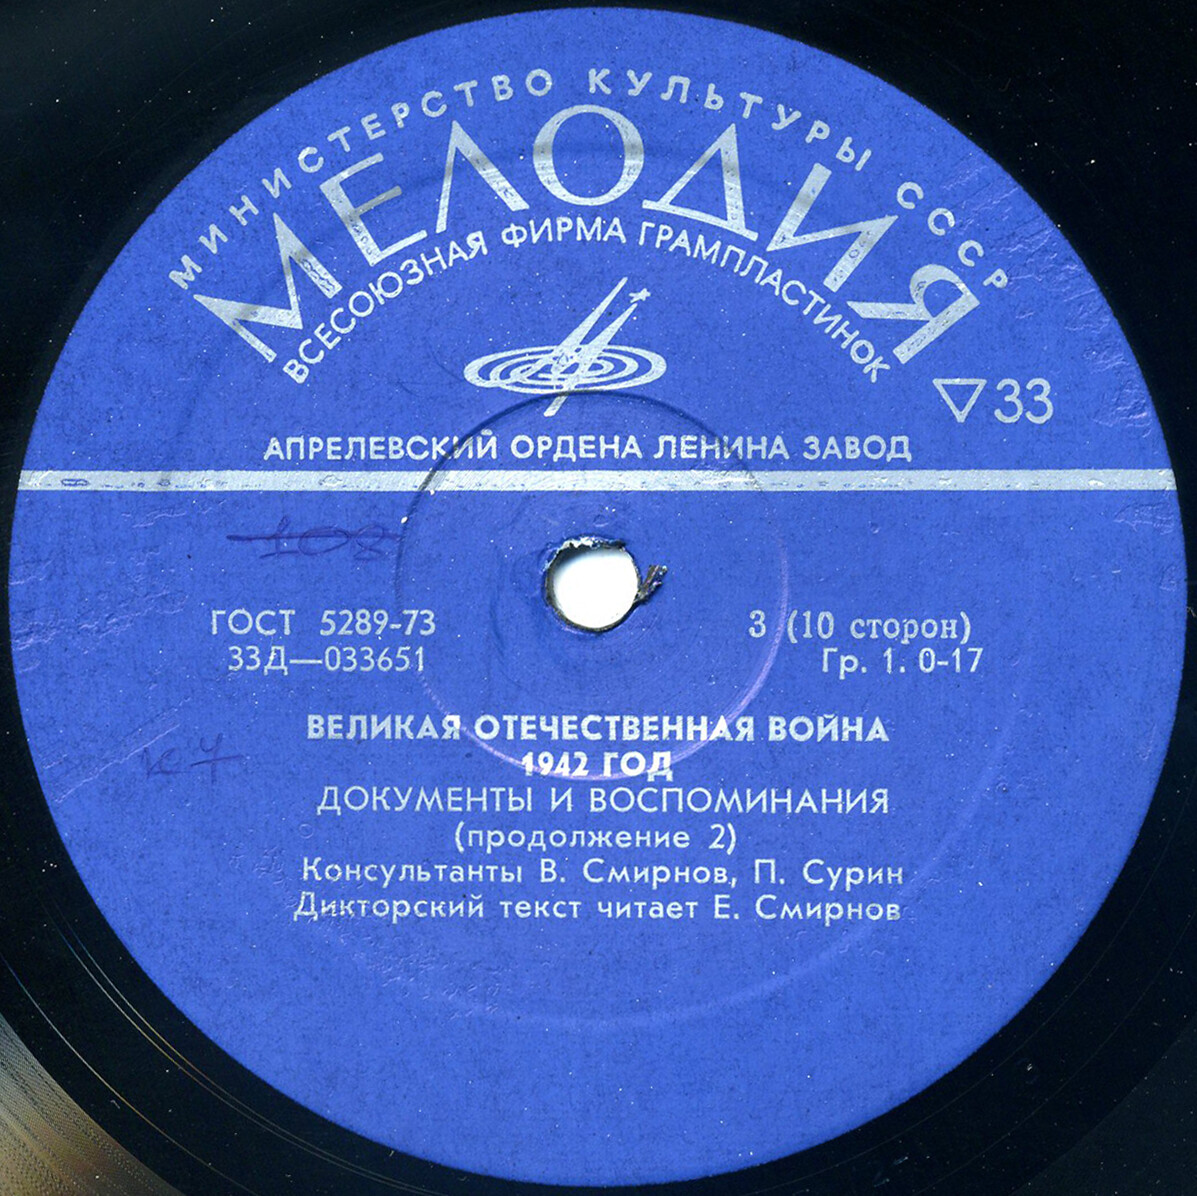 МИНИСТЕРСТВО КУЛЬТУРЫ СССР
МЕЛОДИЯ
ВСЕСОЮЗНАЯ ФИРМА ГРАМПЛАСТИНОК
33
АПРЕЛЕВСКИЙ ОРДЕНА ЛЕНИНА ЗАВОД
108
ГОСТ 5289-73
3 (10 сторон)
33Д—033651
Гр. 1. 0-17
ВЕЛИКАЯ ОТЕЧЕСТВЕННАЯ ВОЙНА
1942 ГОД
ДОКУМЕНТЫ И ВОСПОМИНАНИЯ
(продолжение 2)
Консультанты В. Смирнов, П. Сурин
Дикторский текст читает Е. Смирнов